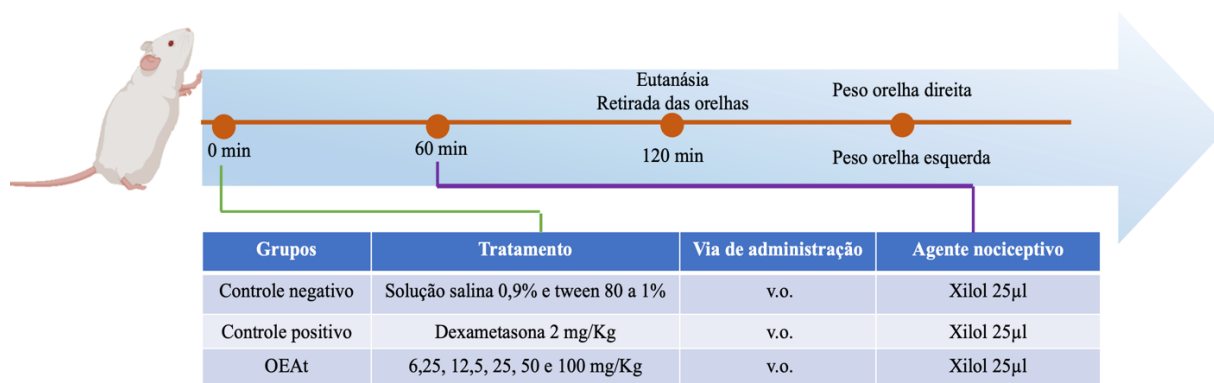 Eutanásia
Retirada das orelhas
Peso orelha direita
0 min
60 min
120 min
Peso orelha esquerda
Grupos Tratamento Via de administração Agente nociceptivo
Controle negativo Solução salina 0,9% e tween 80 a 1% v.o. Xilol 25µl
Controle positivo Dexametasona 2 mg/Kg v.o. Xilol 25µl
OEAt 6,25, 12,5, 25, 50 e 100 mg/Kg v.o. Xilol 25µl